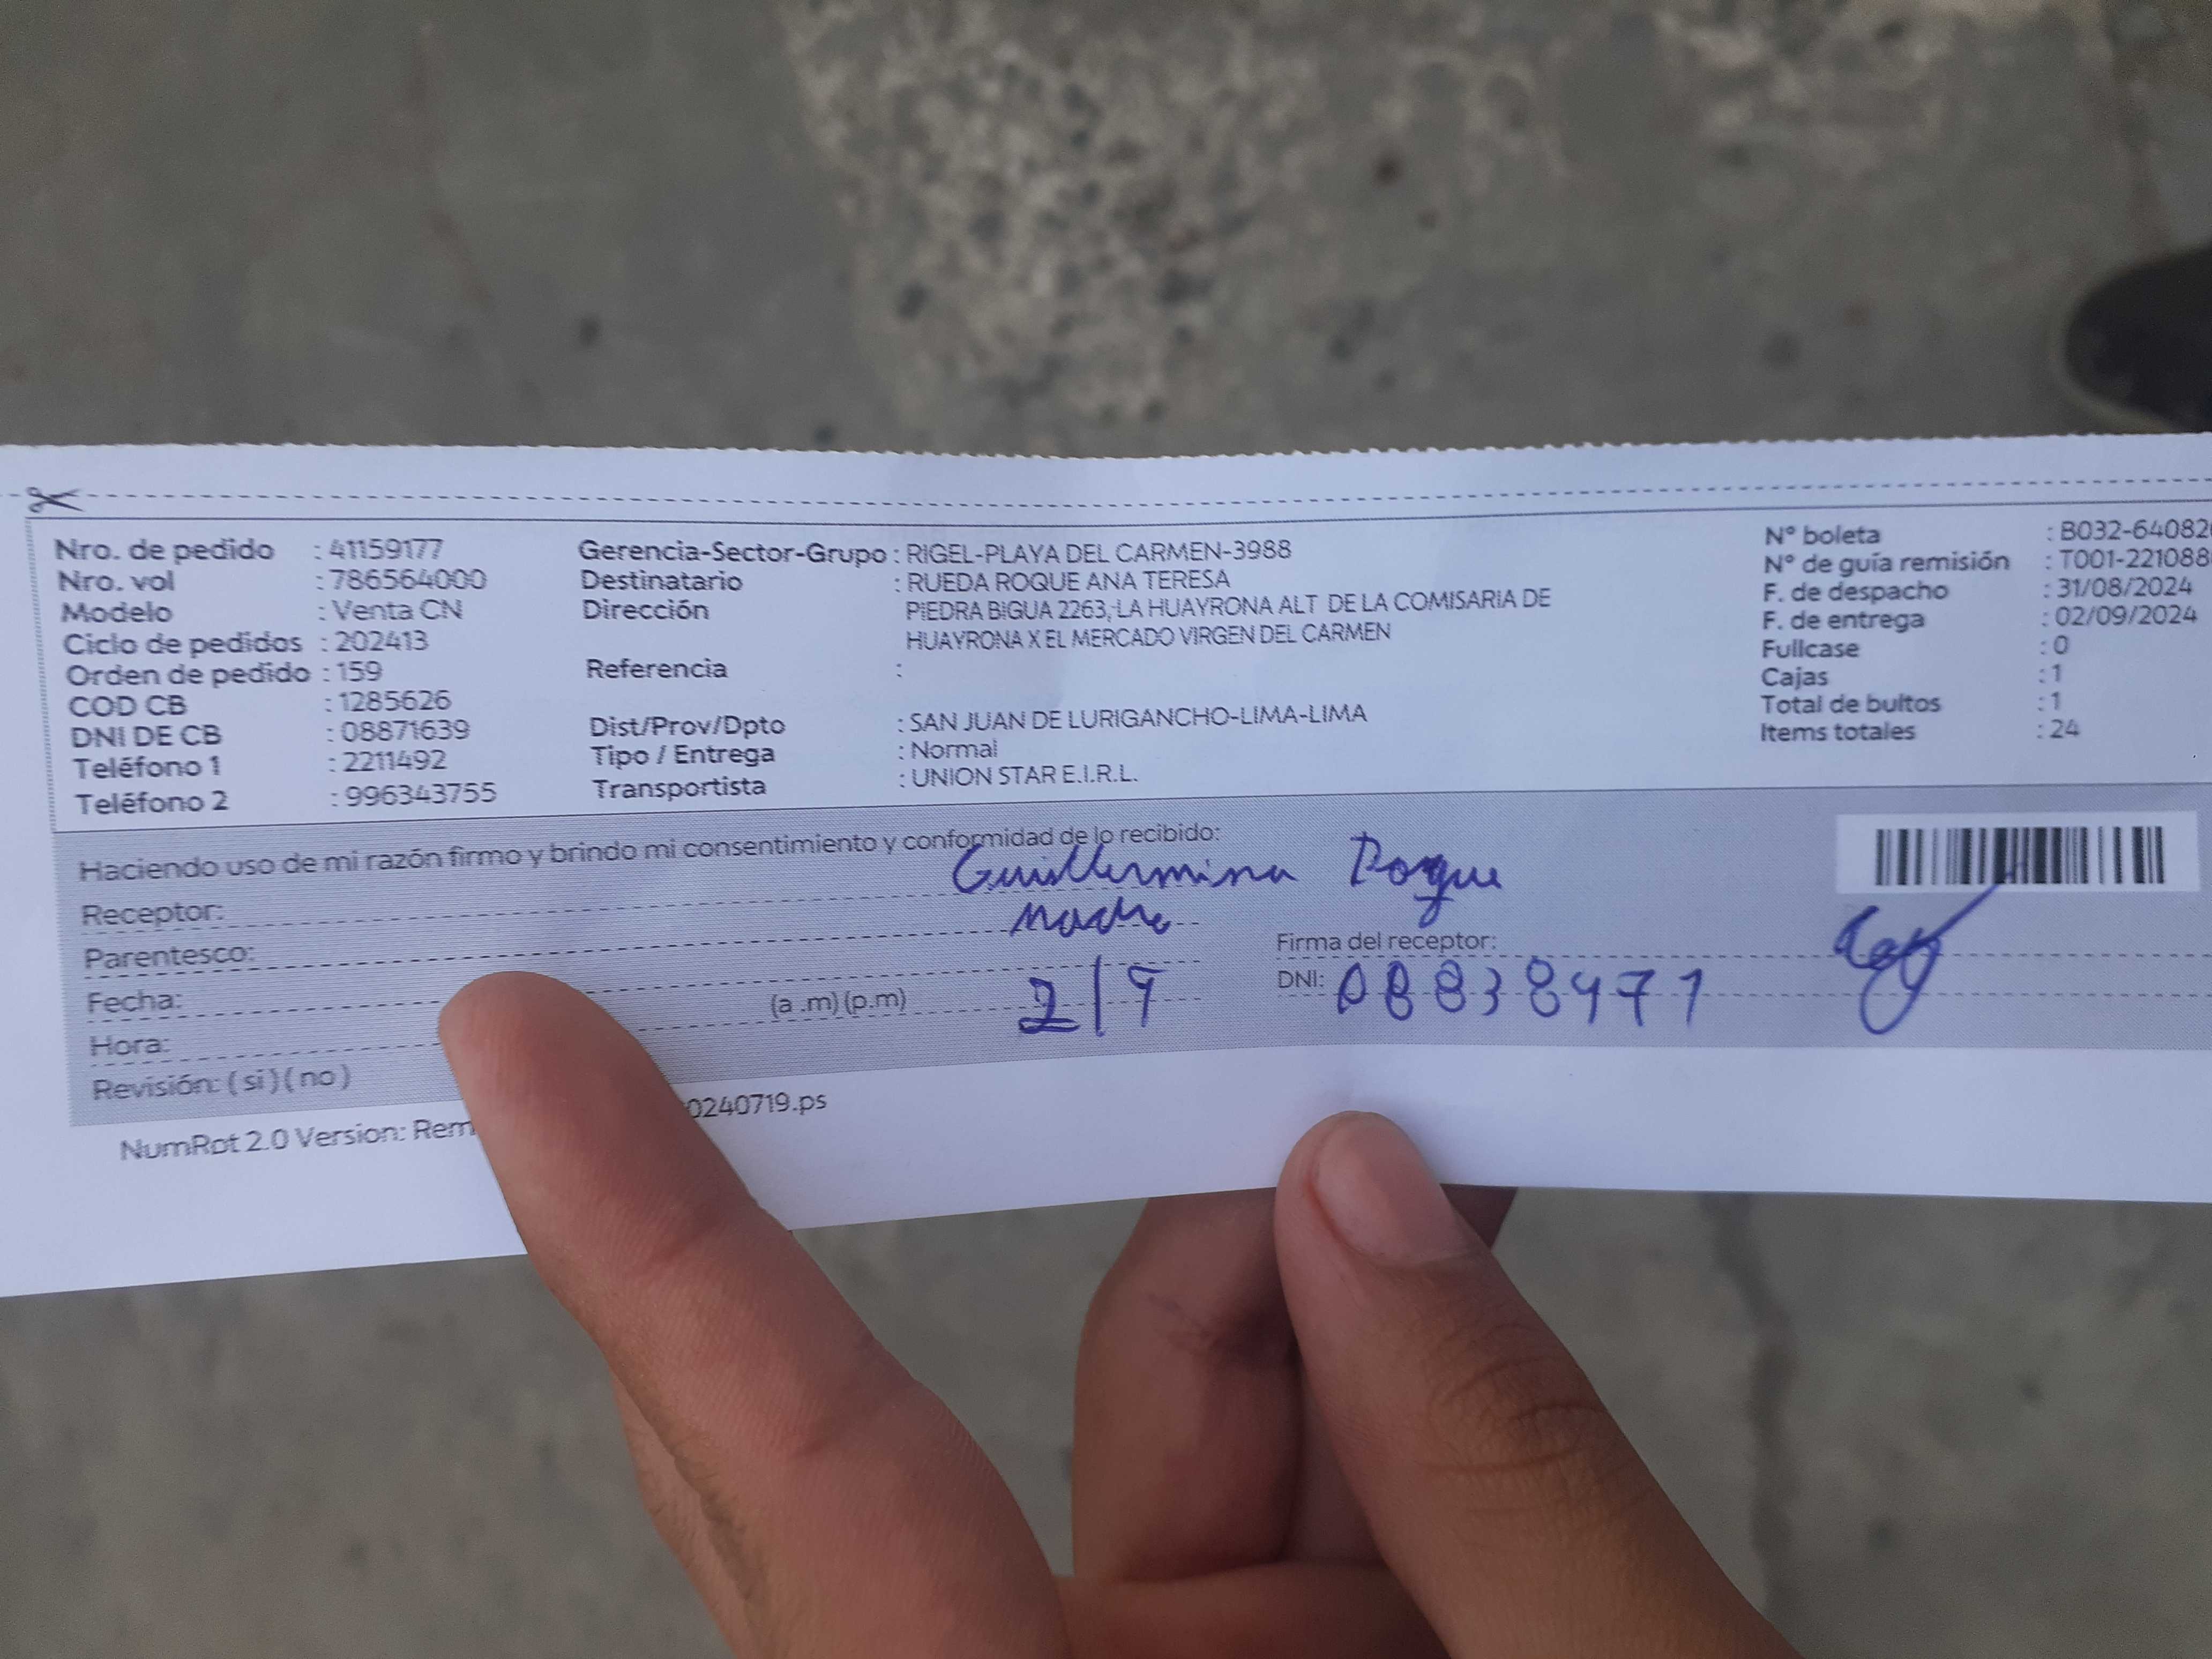 Nro. de pedido : 41159177
Nro. vol : 786564000
Modelo : Venta CN
Ciclo de pedidos : 202413
Orden de pedido : 159
COD CB : 1285626
DNI DE CB : 08871639
Teléfono 1 : 2211492
Teléfono 2 : 996343755
Gerencia-Sector-Grupo : RIGEL-PLAYA DEL CARMEN-3988
Destinatario : RUEDA ROQUE ANA TERESA
Dirección PIEDRA BIGUA 2263, LA HUAYRONA ALT DE LA COMISARIA DE
HUAYRONA X EL MERCADO VIRGEN DEL CARMEN
Referencia :
Dist/Prov/Dpto : SAN JUAN DE LURIGANCHO-LIMA-LIMA
Tipo / Entrega : Normal
Transportista : UNION STAR E.I.R.L.
N° boleta : B032-64082
N° de guía remisión : T001-221088
F. de despacho : 31/08/2024
F. de entrega : 02/09/2024
Fullcase : 0
Cajas : 1
Total de bultos : 1
Items totales : 24
Haciendo uso de mi razón firmo y brindo mi consentimiento y conformidad de lo recibido:
Receptor: Guillermina Roque
Parentesco: Madre
Fecha: (a .m) (p.m) 2/9
Hora:
Revisión: ( si ) ( no )
Firma del receptor:
DNI: 08838971
NumRot 2.0 Version: Rem 0240719.ps